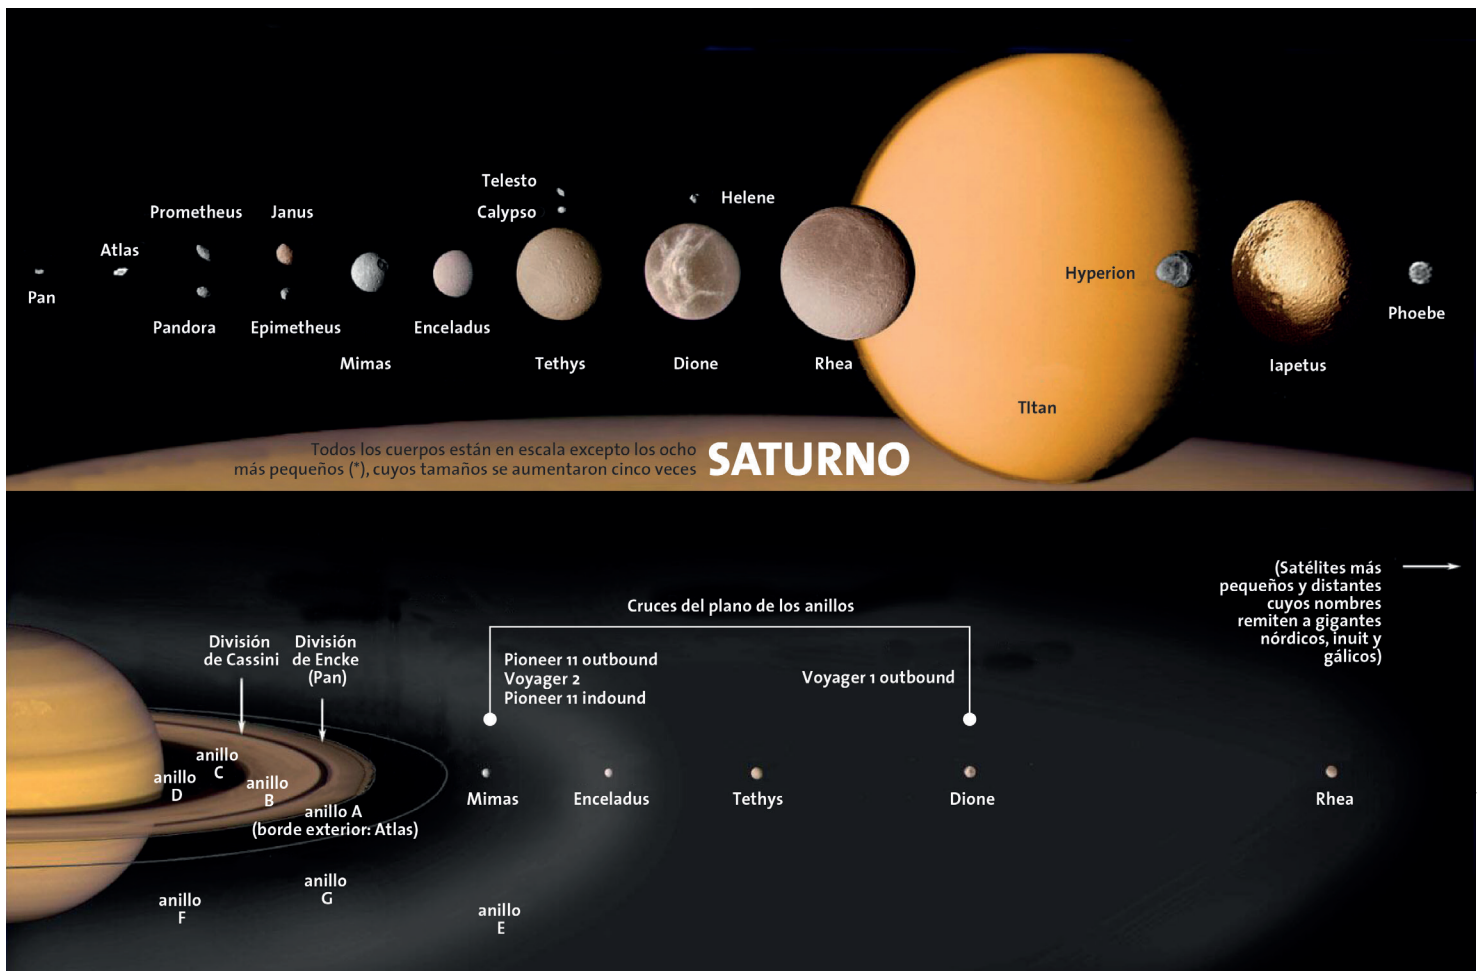 Telesto
Calypso
Helene
Prometheus
Janus
Atlas
Pan
Pandora
Epimetheus
Mimas
Enceladus
Tethys
Dione
Rhea
Hyperion
TItan
Iapetus
Phoebe
Todos los cuerpos están en escala excepto los ocho
más pequeños (*), cuyos tamaños se aumentaron cinco veces
SATURNO
(Satélites más
pequeños y distantes
cuyos nombres
remiten a gigantes
nórdicos, inuit y
gálicos)
Cruces del plano de los anillos
División
de Cassini
División
de Encke
(Pan)
Pioneer 11 outbound
Voyager 2
Pioneer 11 indound
Voyager 1 outbound
anillo
C
anillo
D
anillo
B
anillo A
(borde exterior: Atlas)
Mimas
Enceladus
Tethys
Dione
Rhea
anillo
F
anillo
G
anillo
E